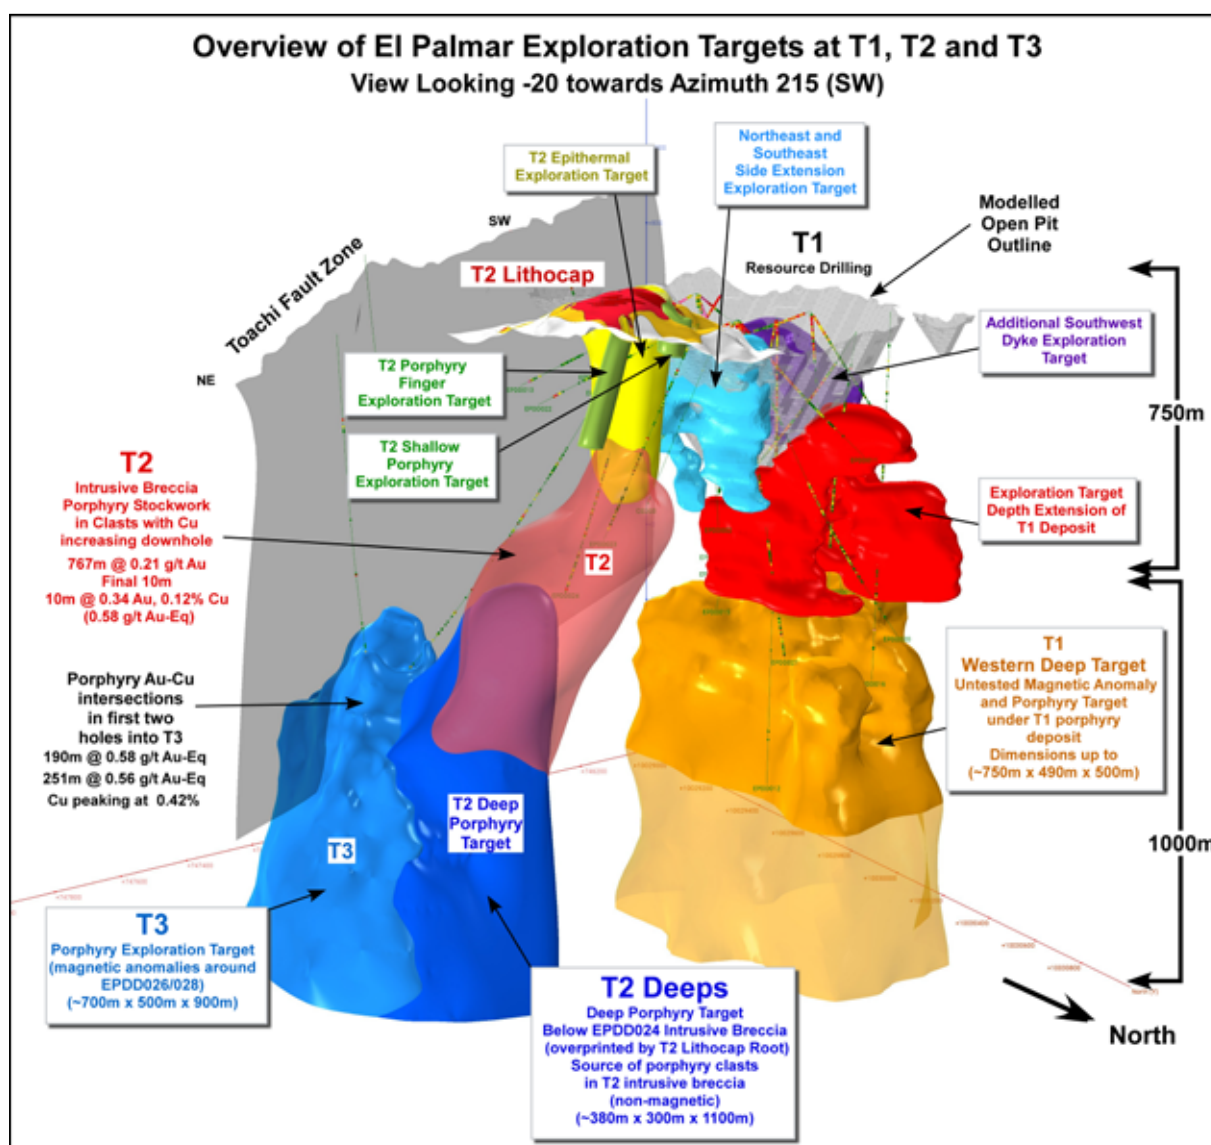 Overview of El Palmar Exploration Targets at T1, T2 and T3
View Looking -20 towards Azimuth 215 (SW)
T2 Epithermal
Exploration Target
Northeast and
Southeast
Side Extension
Exploration Target
Modelled
Open Pit
Outline
SW
T1
Resource Drilling
T2 Lithocap
Toachi Fault Zone
NE
Additional Southwest
Dyke Exploration
Target
T2 Porphyry
Finger
Exploration Target
750m
T2 Shallow
Porphyry
Exploration Target
T2
Intrusive Breccia
Porphyry Stockwork
in Clasts with Cu
increasing downhole
767m @ 0.21 g/t Au
Final 10m
10m @ 0.34 Au, 0.12% Cu
(0.58 g/t Au-Eq)
T2
Exploration Target
Depth Extension of
T1 Deposit
T1
Western Deep Target
Untested Magnetic Anomaly
and Porphyry Target
under T1 porphyry
deposit
Dimensions up to
(~750m x 490m x 500m)
Porphyry Au-Cu
intersections
in first two
holes into T3
190m @ 0.58 g/t Au-Eq
251m @ 0.56 g/t Au-Eq
Cu peaking at 0.42%
T2 Deep
Porphyry
Target
T3
1000m
T3
Porphyry Exploration Target
(magnetic anomalies around
EPDD026/028)
(~700m x 500m x 900m)
T2 Deeps
Deep Porphyry Target
Below EPDD024 Intrusive Breccia
(overprinted by T2 Lithocap Root)
Source of porphyry clasts
in T2 intrusive breccia
(non-magnetic)
(~380m x 300m x 1100m)
North